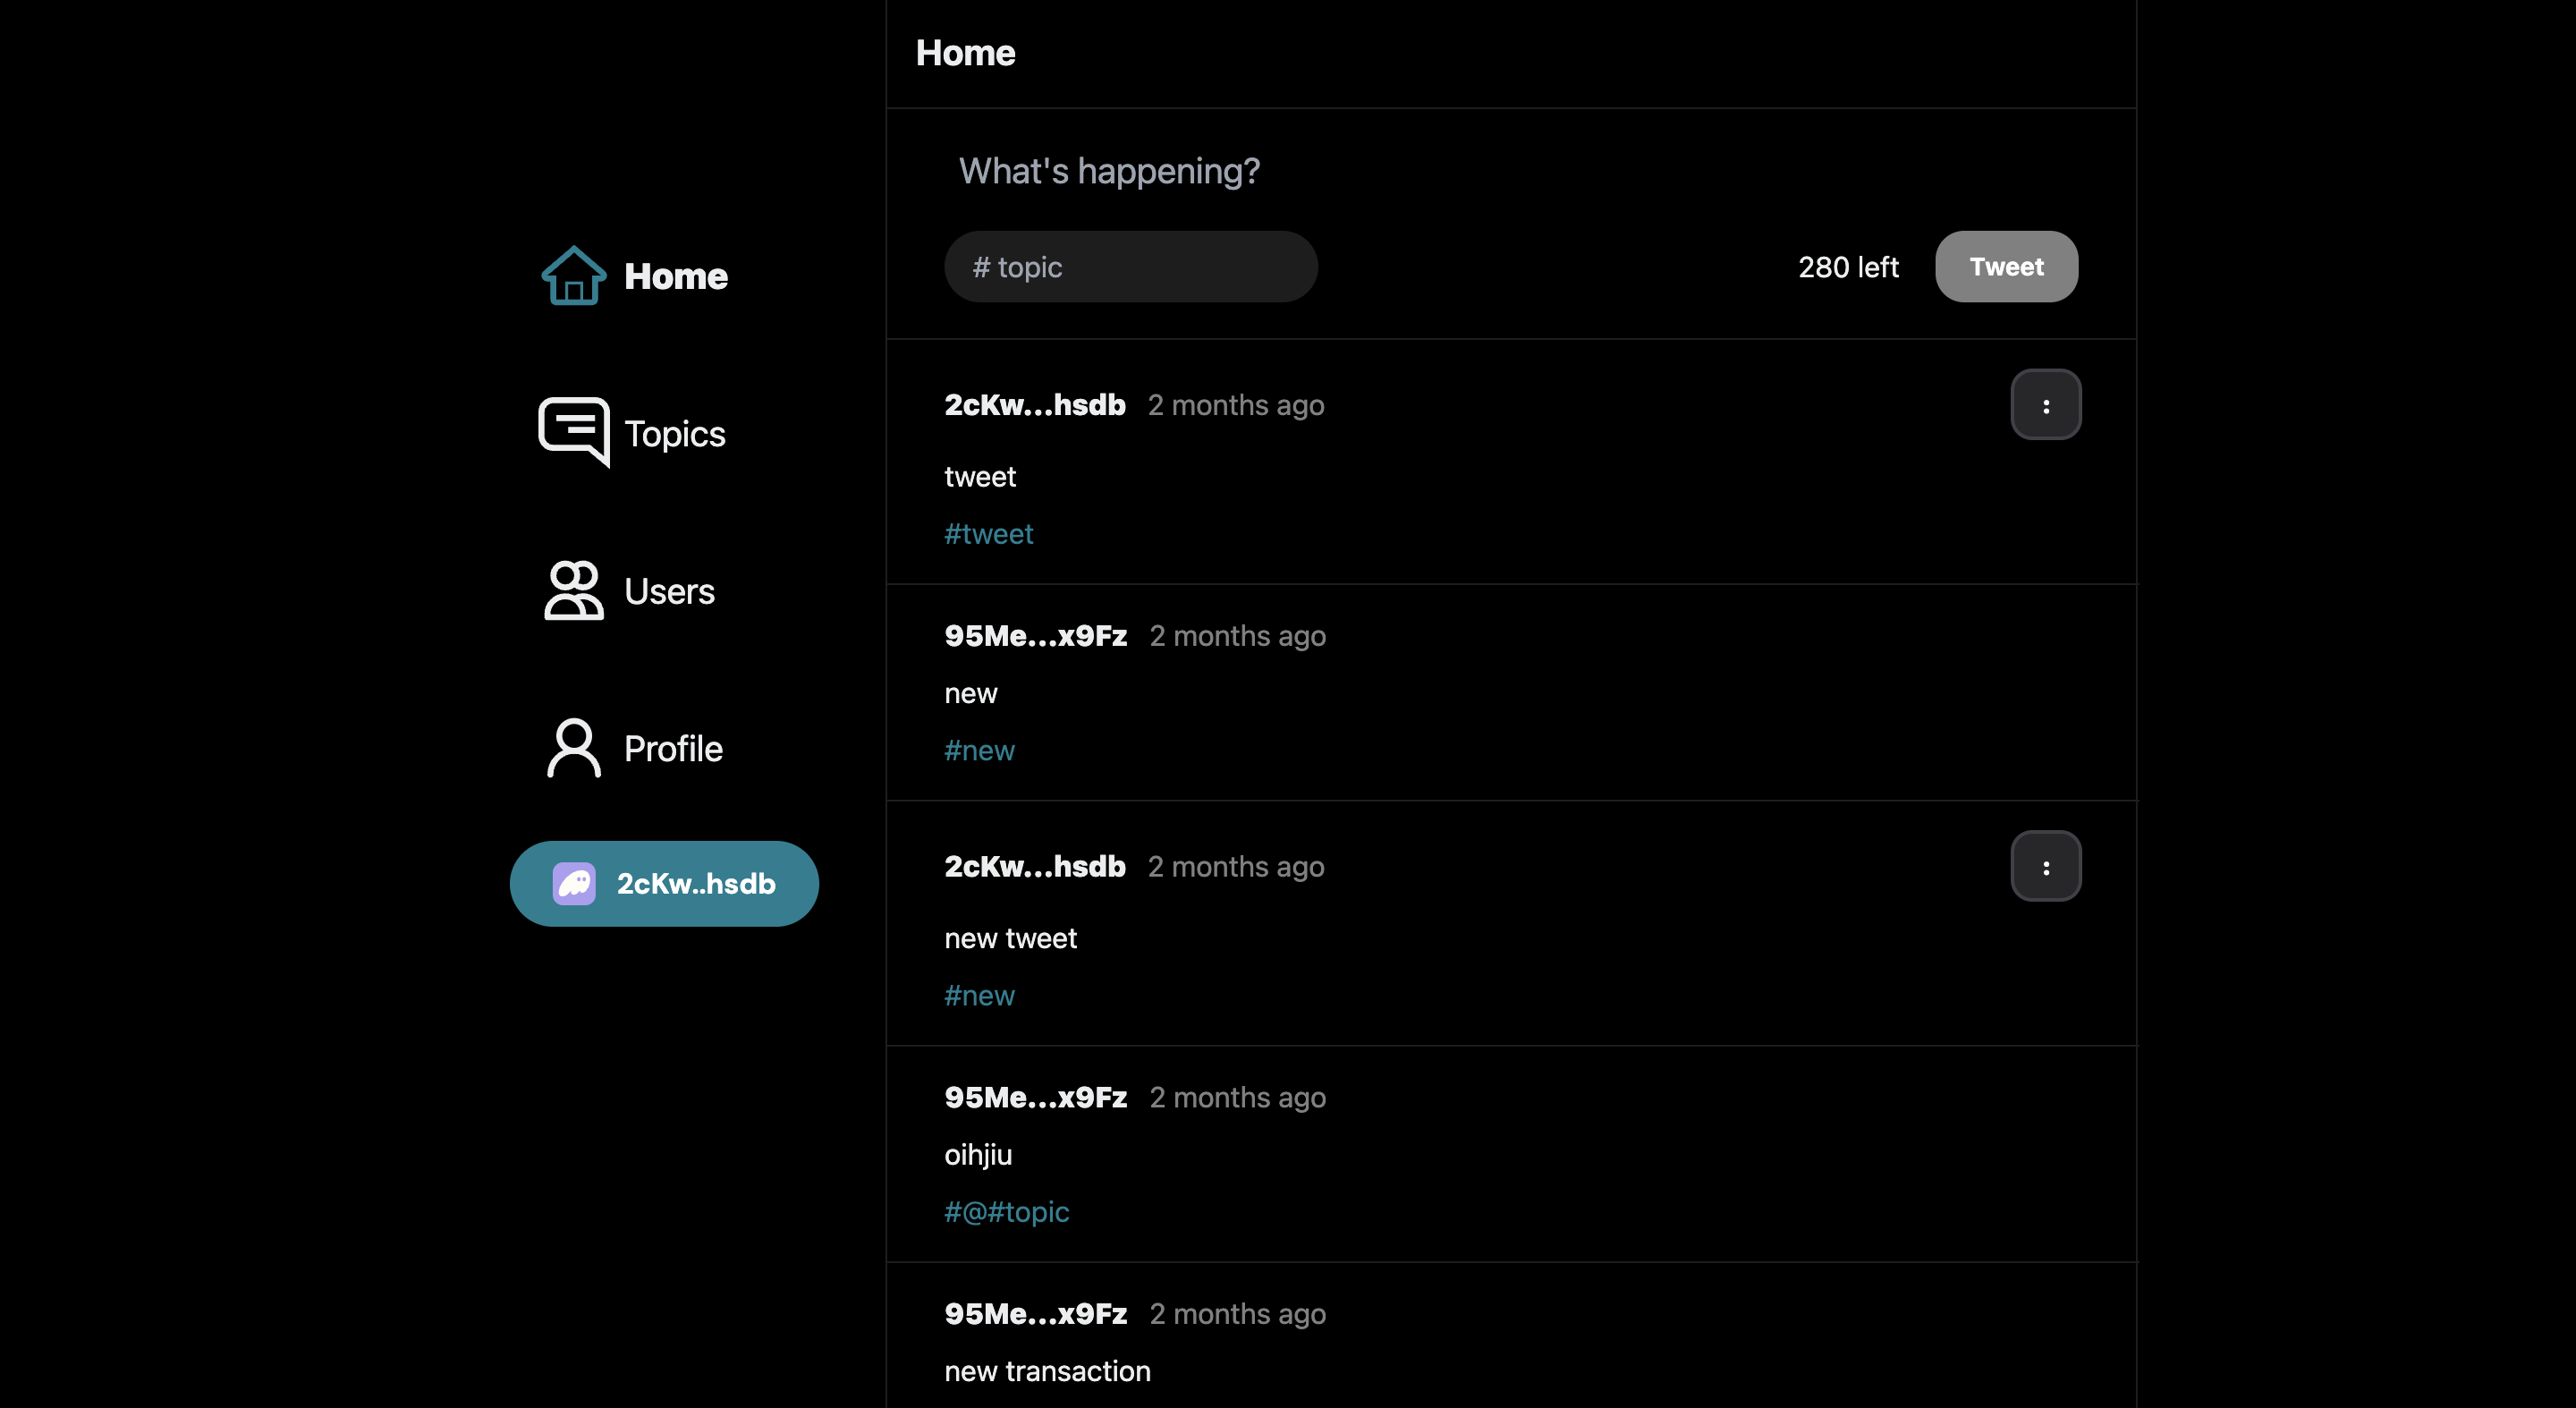 Home
Topics
Users
Profile
2cKw..hsdb
Home
What's happening?
# topic
280 left
Tweet
2cKw...hsdb 2 months ago
tweet
#tweet
95Me...x9Fz 2 months ago
new
#new
2cKw...hsdb 2 months ago
new tweet
#new
95Me...x9Fz 2 months ago
oihjiu
#@#topic
95Me...x9Fz 2 months ago
new transaction